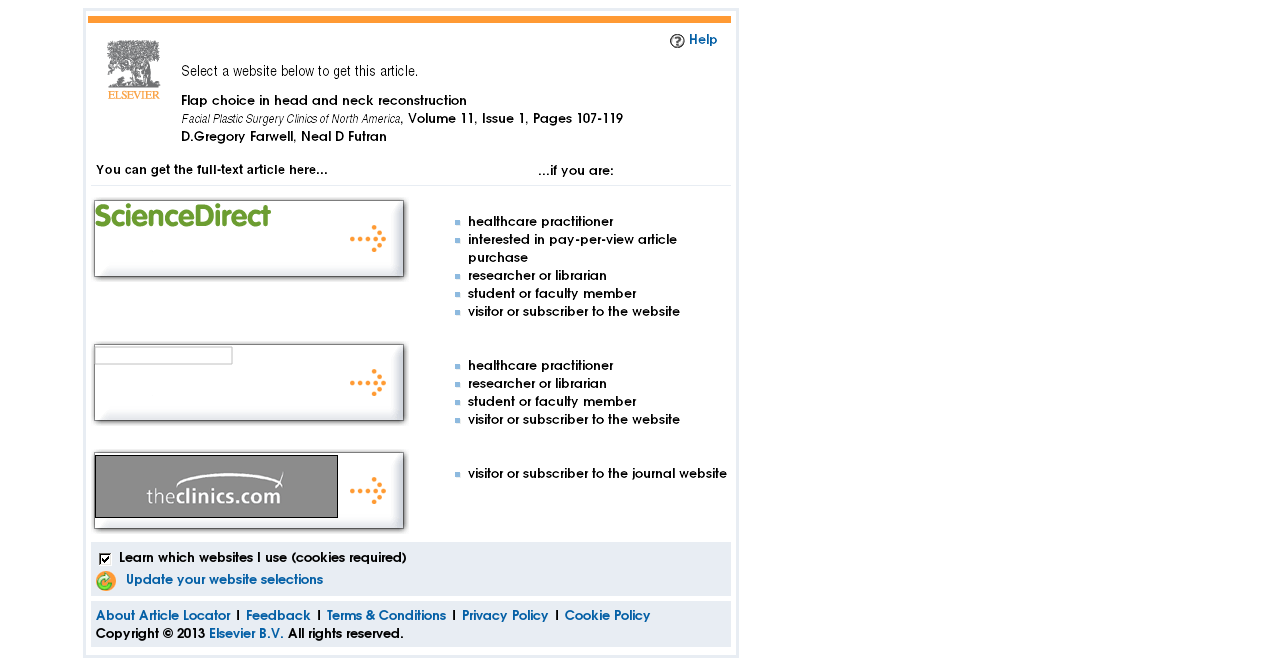 Help
ELSEVIER
Select a website below to get this article.
Flap choice in head and neck reconstruction
Facial Plastic Surgery Clinics of North America, Volume 11, Issue 1, Pages 107-119
D.Gregory Farwell, Neal D Futran
You can get the full-text article here...
...if you are:
ScienceDirect
healthcare practitioner
interested in pay-per-view article
purchase
researcher or librarian
student or faculty member
visitor or subscriber to the website
healthcare practitioner
researcher or librarian
student or faculty member
visitor or subscriber to the website
theclinics.com
visitor or subscriber to the journal website
Learn which websites I use (cookies required)
Update your website selections
About Article Locator | Feedback | Terms & Conditions | Privacy Policy | Cookie Policy
Copyright © 2013 Elsevier B.V. All rights reserved.